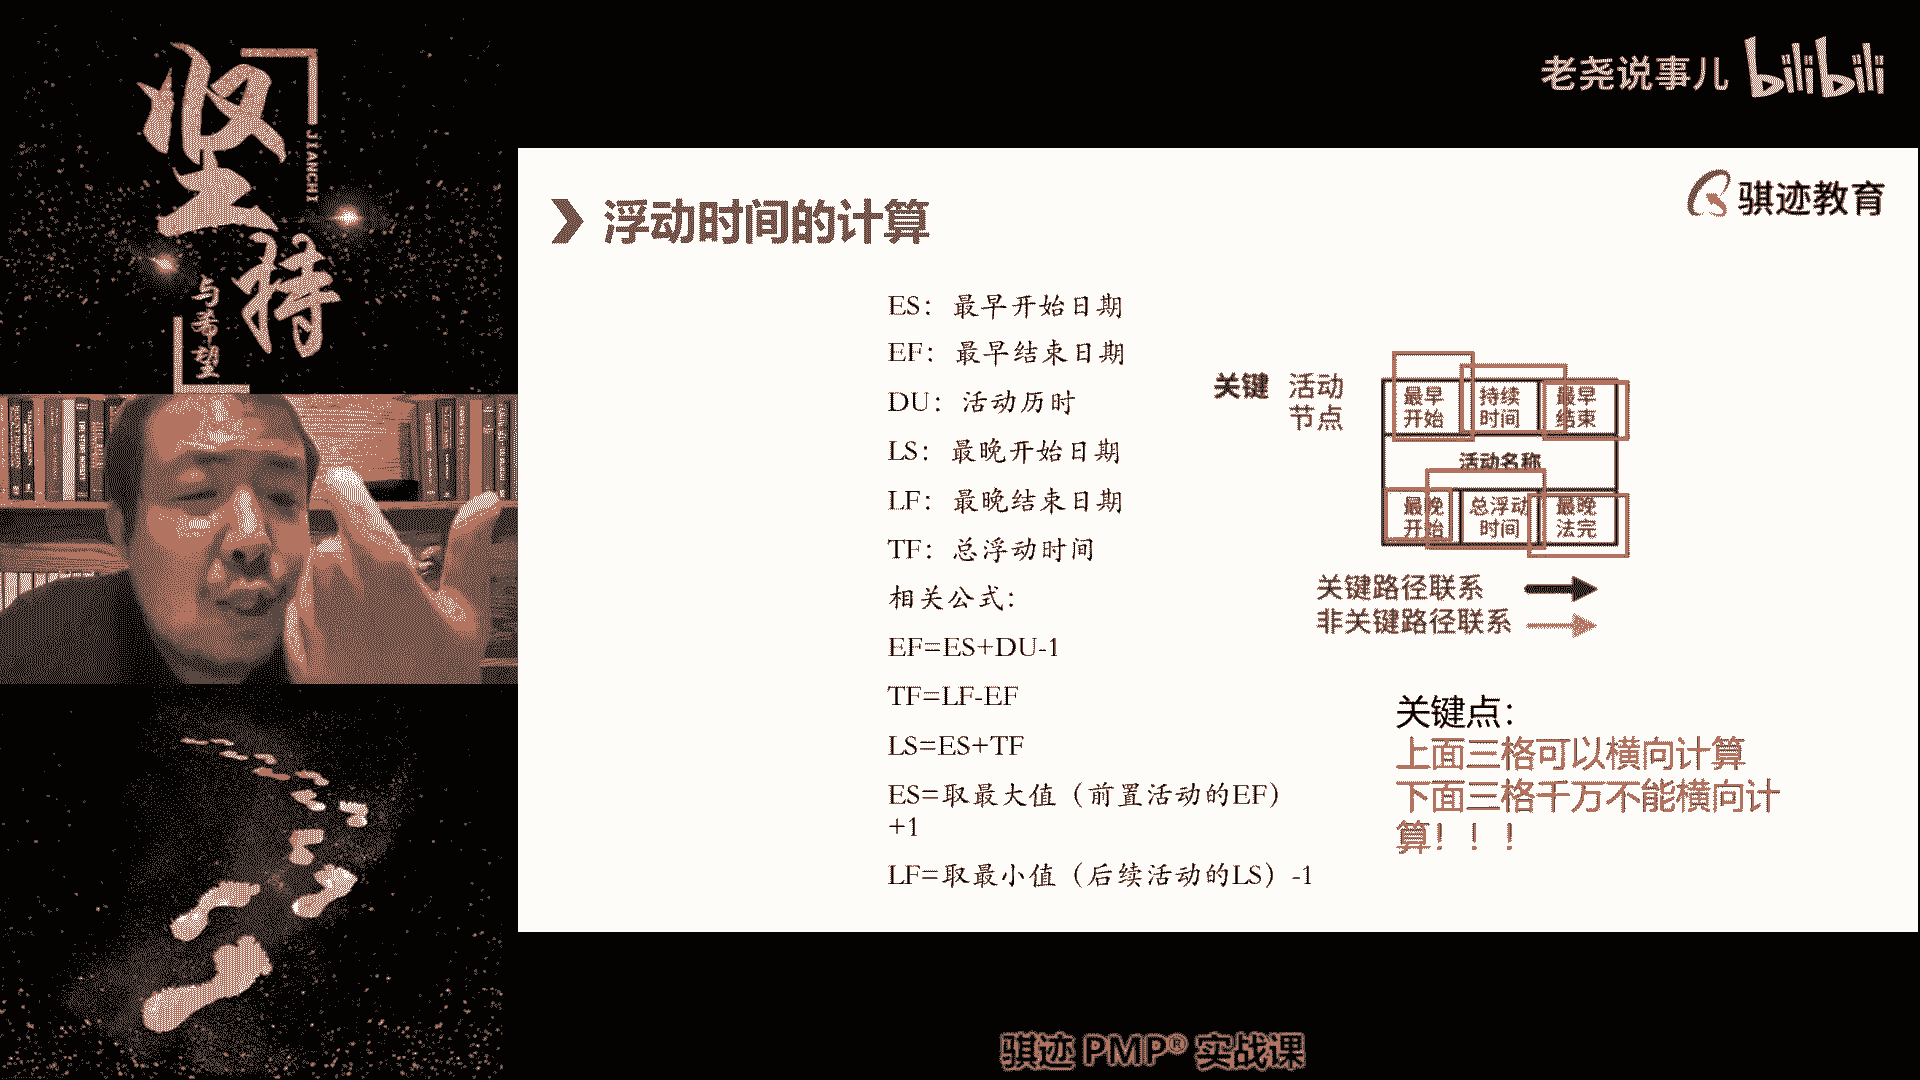 坚持
JIANCHI
与希望
老尧说事儿 bilibili
骐迹教育
浮动时间的计算
ES：最早开始日期
EF：最早结束日期
DU：活动历时
LS：最晚开始日期
LF：最晚结束日期
TF：总浮动时间
相关公式：
EF=ES+DU-1
TF=LF-EF
LS=ES+TF
ES=取最大值（前置活动的EF）
+1
LF=取最小值（后续活动的LS）-1
关键 活动
节点
最早
开始
持续
时间
最早
结束
活动名称
最晚
开始
总浮动
时间
最晚
法完
关键路径联系
非关键路径联系
关键点：
上面三格可以横向计算
下面三格千万不能横向计
算！！！
骐迹 PMP® 实战课